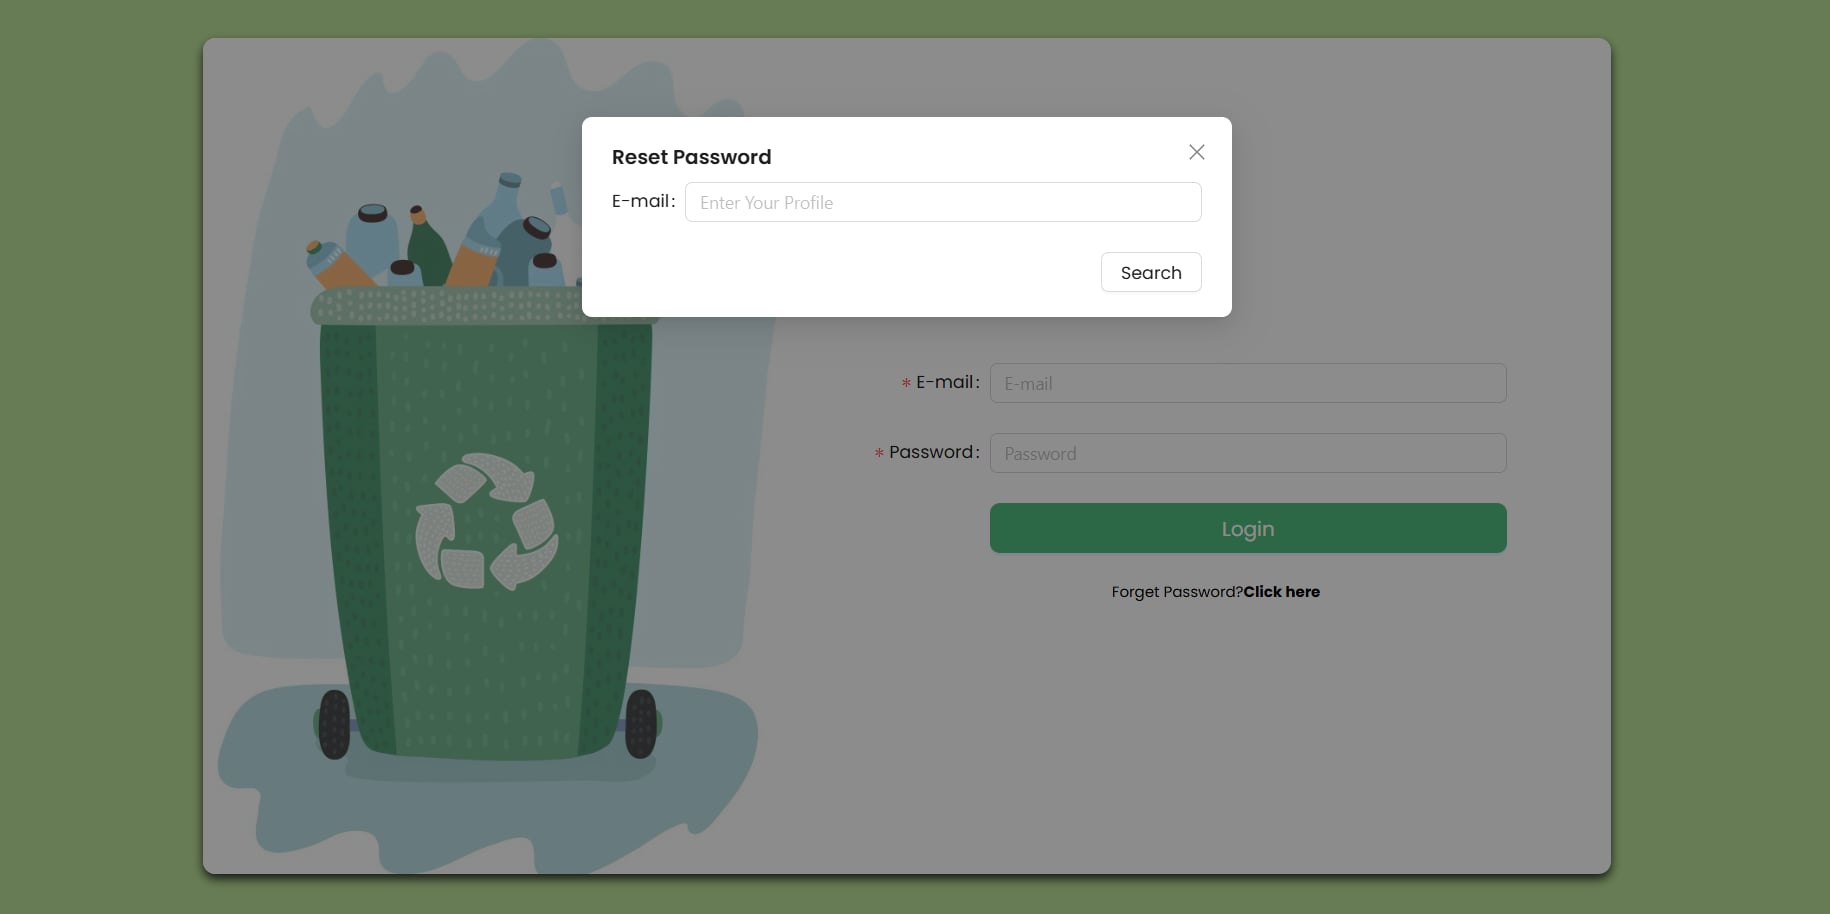 Reset Password
E-mail: Enter Your Profile
Search
* E-mail: E-mail
* Password: Password
Login
Forget Password?Click here